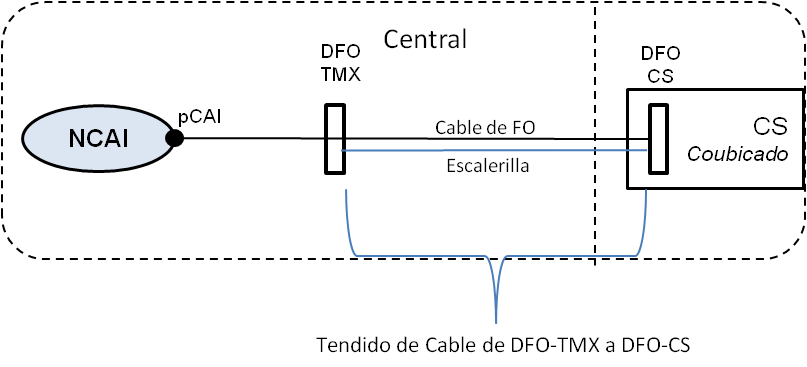 Central
DFO
TMX
DFO
CS
pCAI
NCAI
Cable de FO
CS
Coubicado
Escalerilla
Tendido de Cable de DFO-TMX a DFO-CS